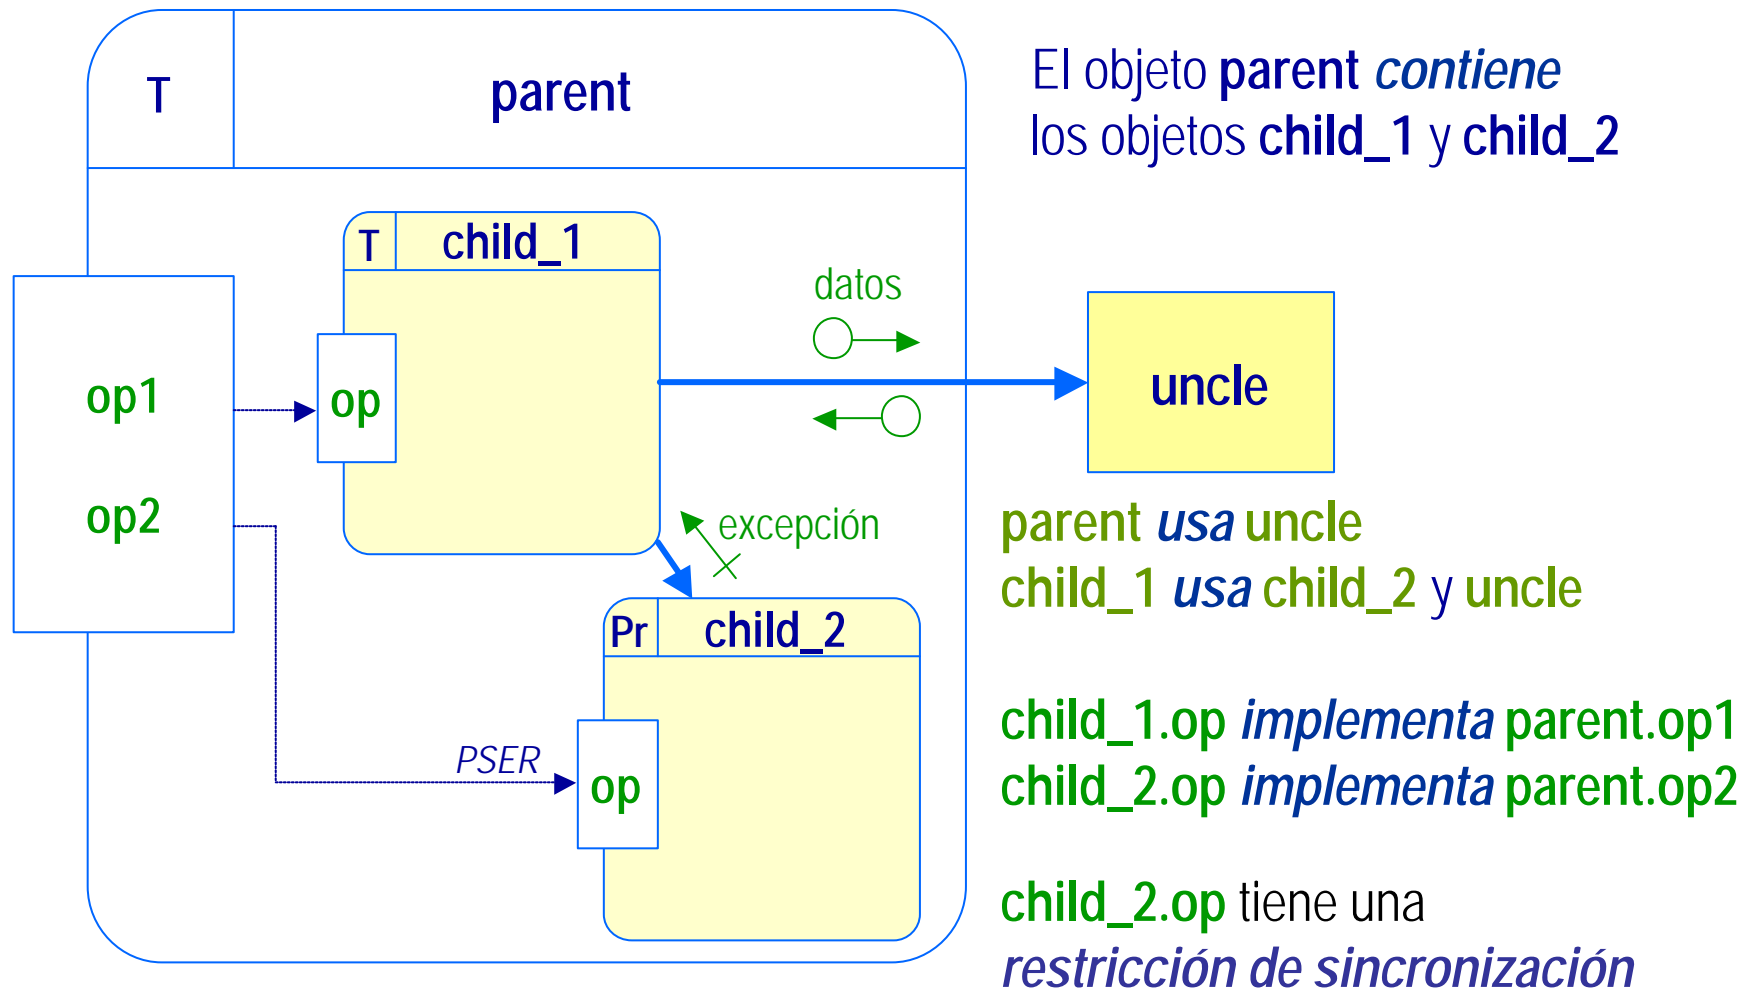 T
parent
El objeto parent contiene
los objetos child_1 y child_2
T
child_1
datos
op1
op
uncle
op2
excepción
parent usa uncle
child_1 usa child_2 y uncle
Pr
child_2
PSER
op
child_1.op implementa parent.op1
child_2.op implementa parent.op2
child_2.op tiene una
restricción de sincronización